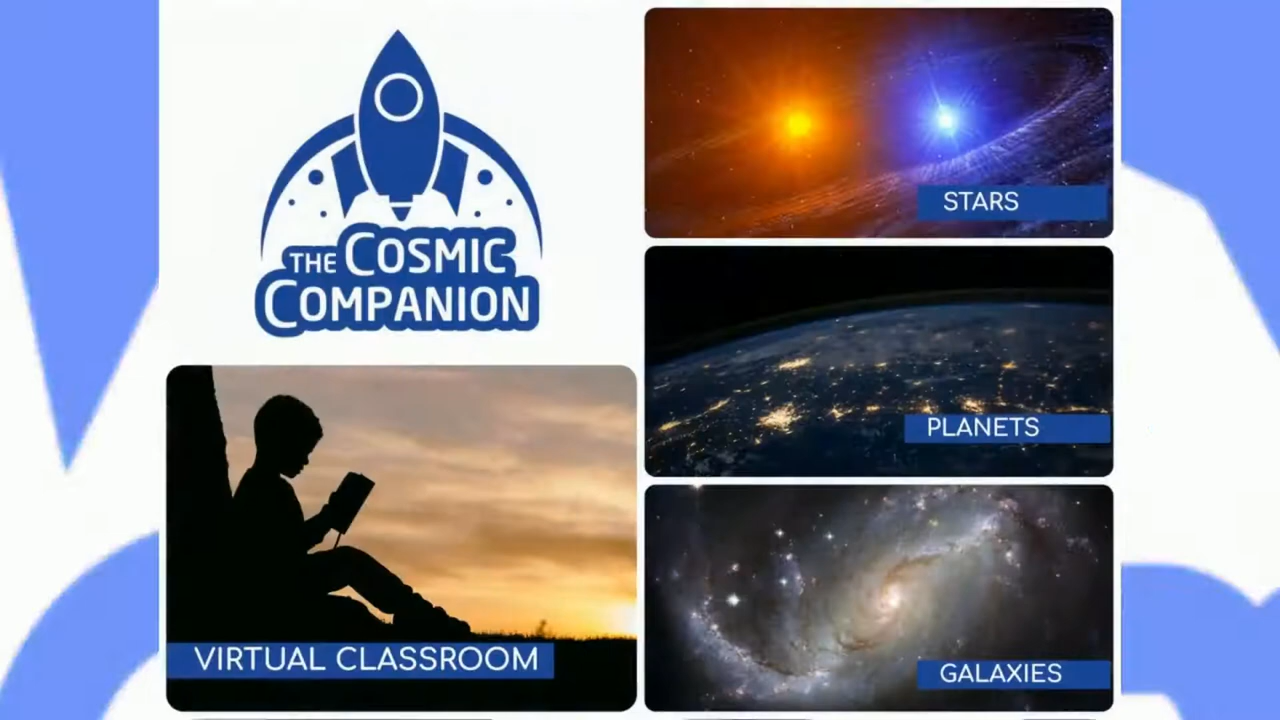 THE COSMIC
COMPANION
VIRTUAL CLASSROOM
STARS
PLANETS
GALAXIES